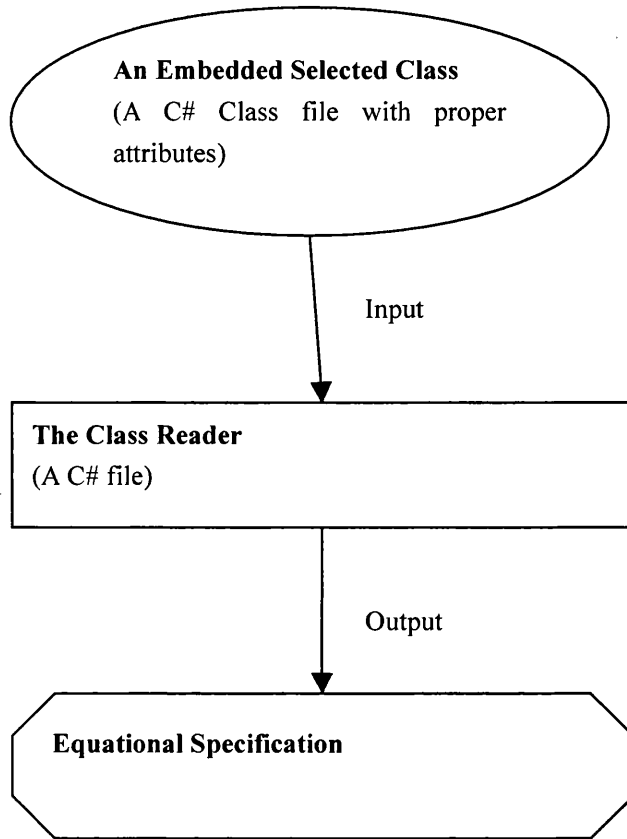 An Embedded Selected Class
(A C# Class file with proper
attributes)
Input
The Class Reader
(A C# file)
Output
Equational Specification